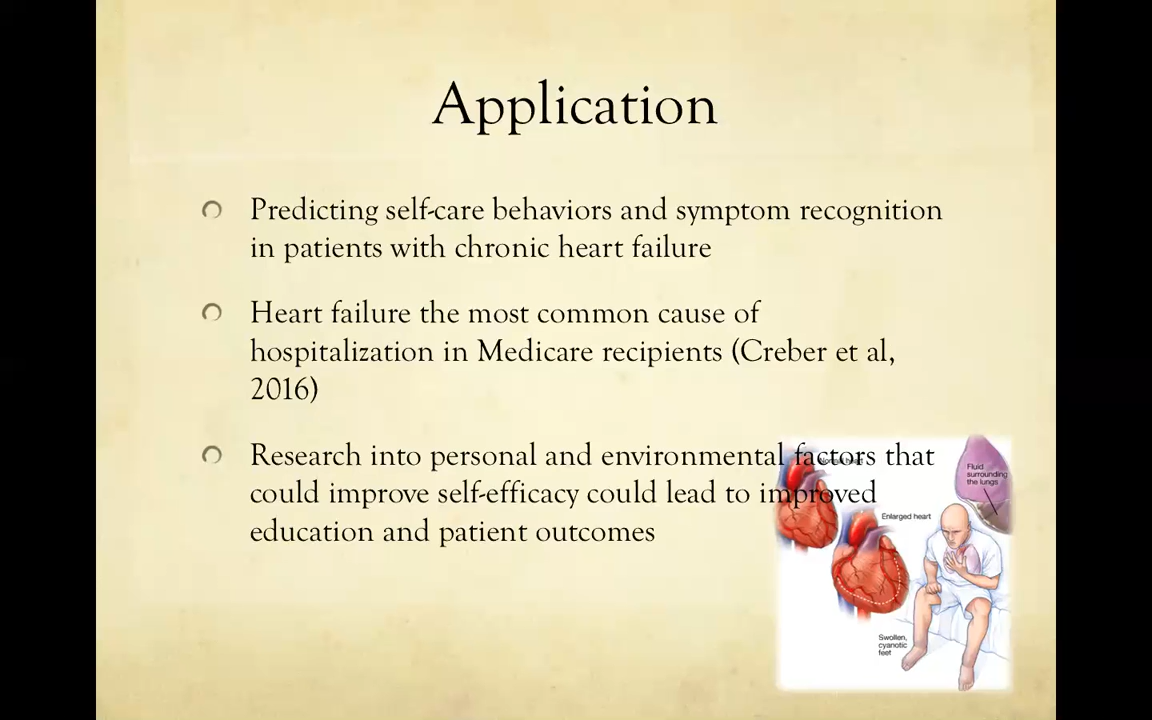 Application
Predicting self-care behaviors and symptom recognition
in patients with chronic heart failure
Heart failure the most common cause of
hospitalization in Medicare recipients (Creber et al,
2016)
Research into personal and environmental factors that
could improve self-efficacy could lead to improved
education and patient outcomes
Fluid
surrounding
the lungs
Enlarged heart
Swollen,
cyanotic
feet